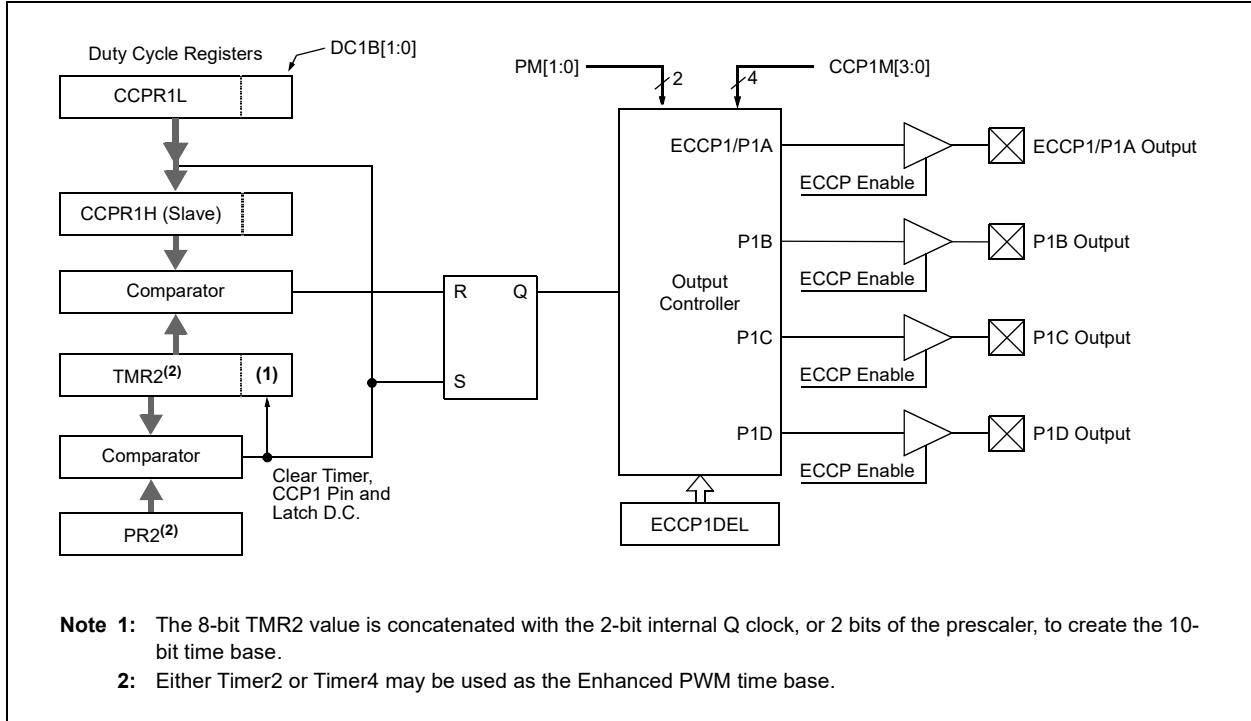 Duty Cycle Registers
DC1B[1:0]
CCPR1L
CCPR1H (Slave)
Comparator
TMR2(2)
(1)
Comparator
PR2(2)
Clear Timer,
CCP1 Pin and
Latch D.C.
R
Q
S
PM[1:0]
2
4
CCP1M[3:0]
ECCP1/P1A
P1B
Output
Controller
P1C
P1D
ECCP1DEL
ECCP Enable
ECCP1/P1A Output
ECCP Enable
P1B Output
ECCP Enable
P1C Output
ECCP Enable
P1D Output
Note 1: The 8-bit TMR2 value is concatenated with the 2-bit internal Q clock, or 2 bits of the prescaler, to create the 10-
bit time base.
2: Either Timer2 or Timer4 may be used as the Enhanced PWM time base.